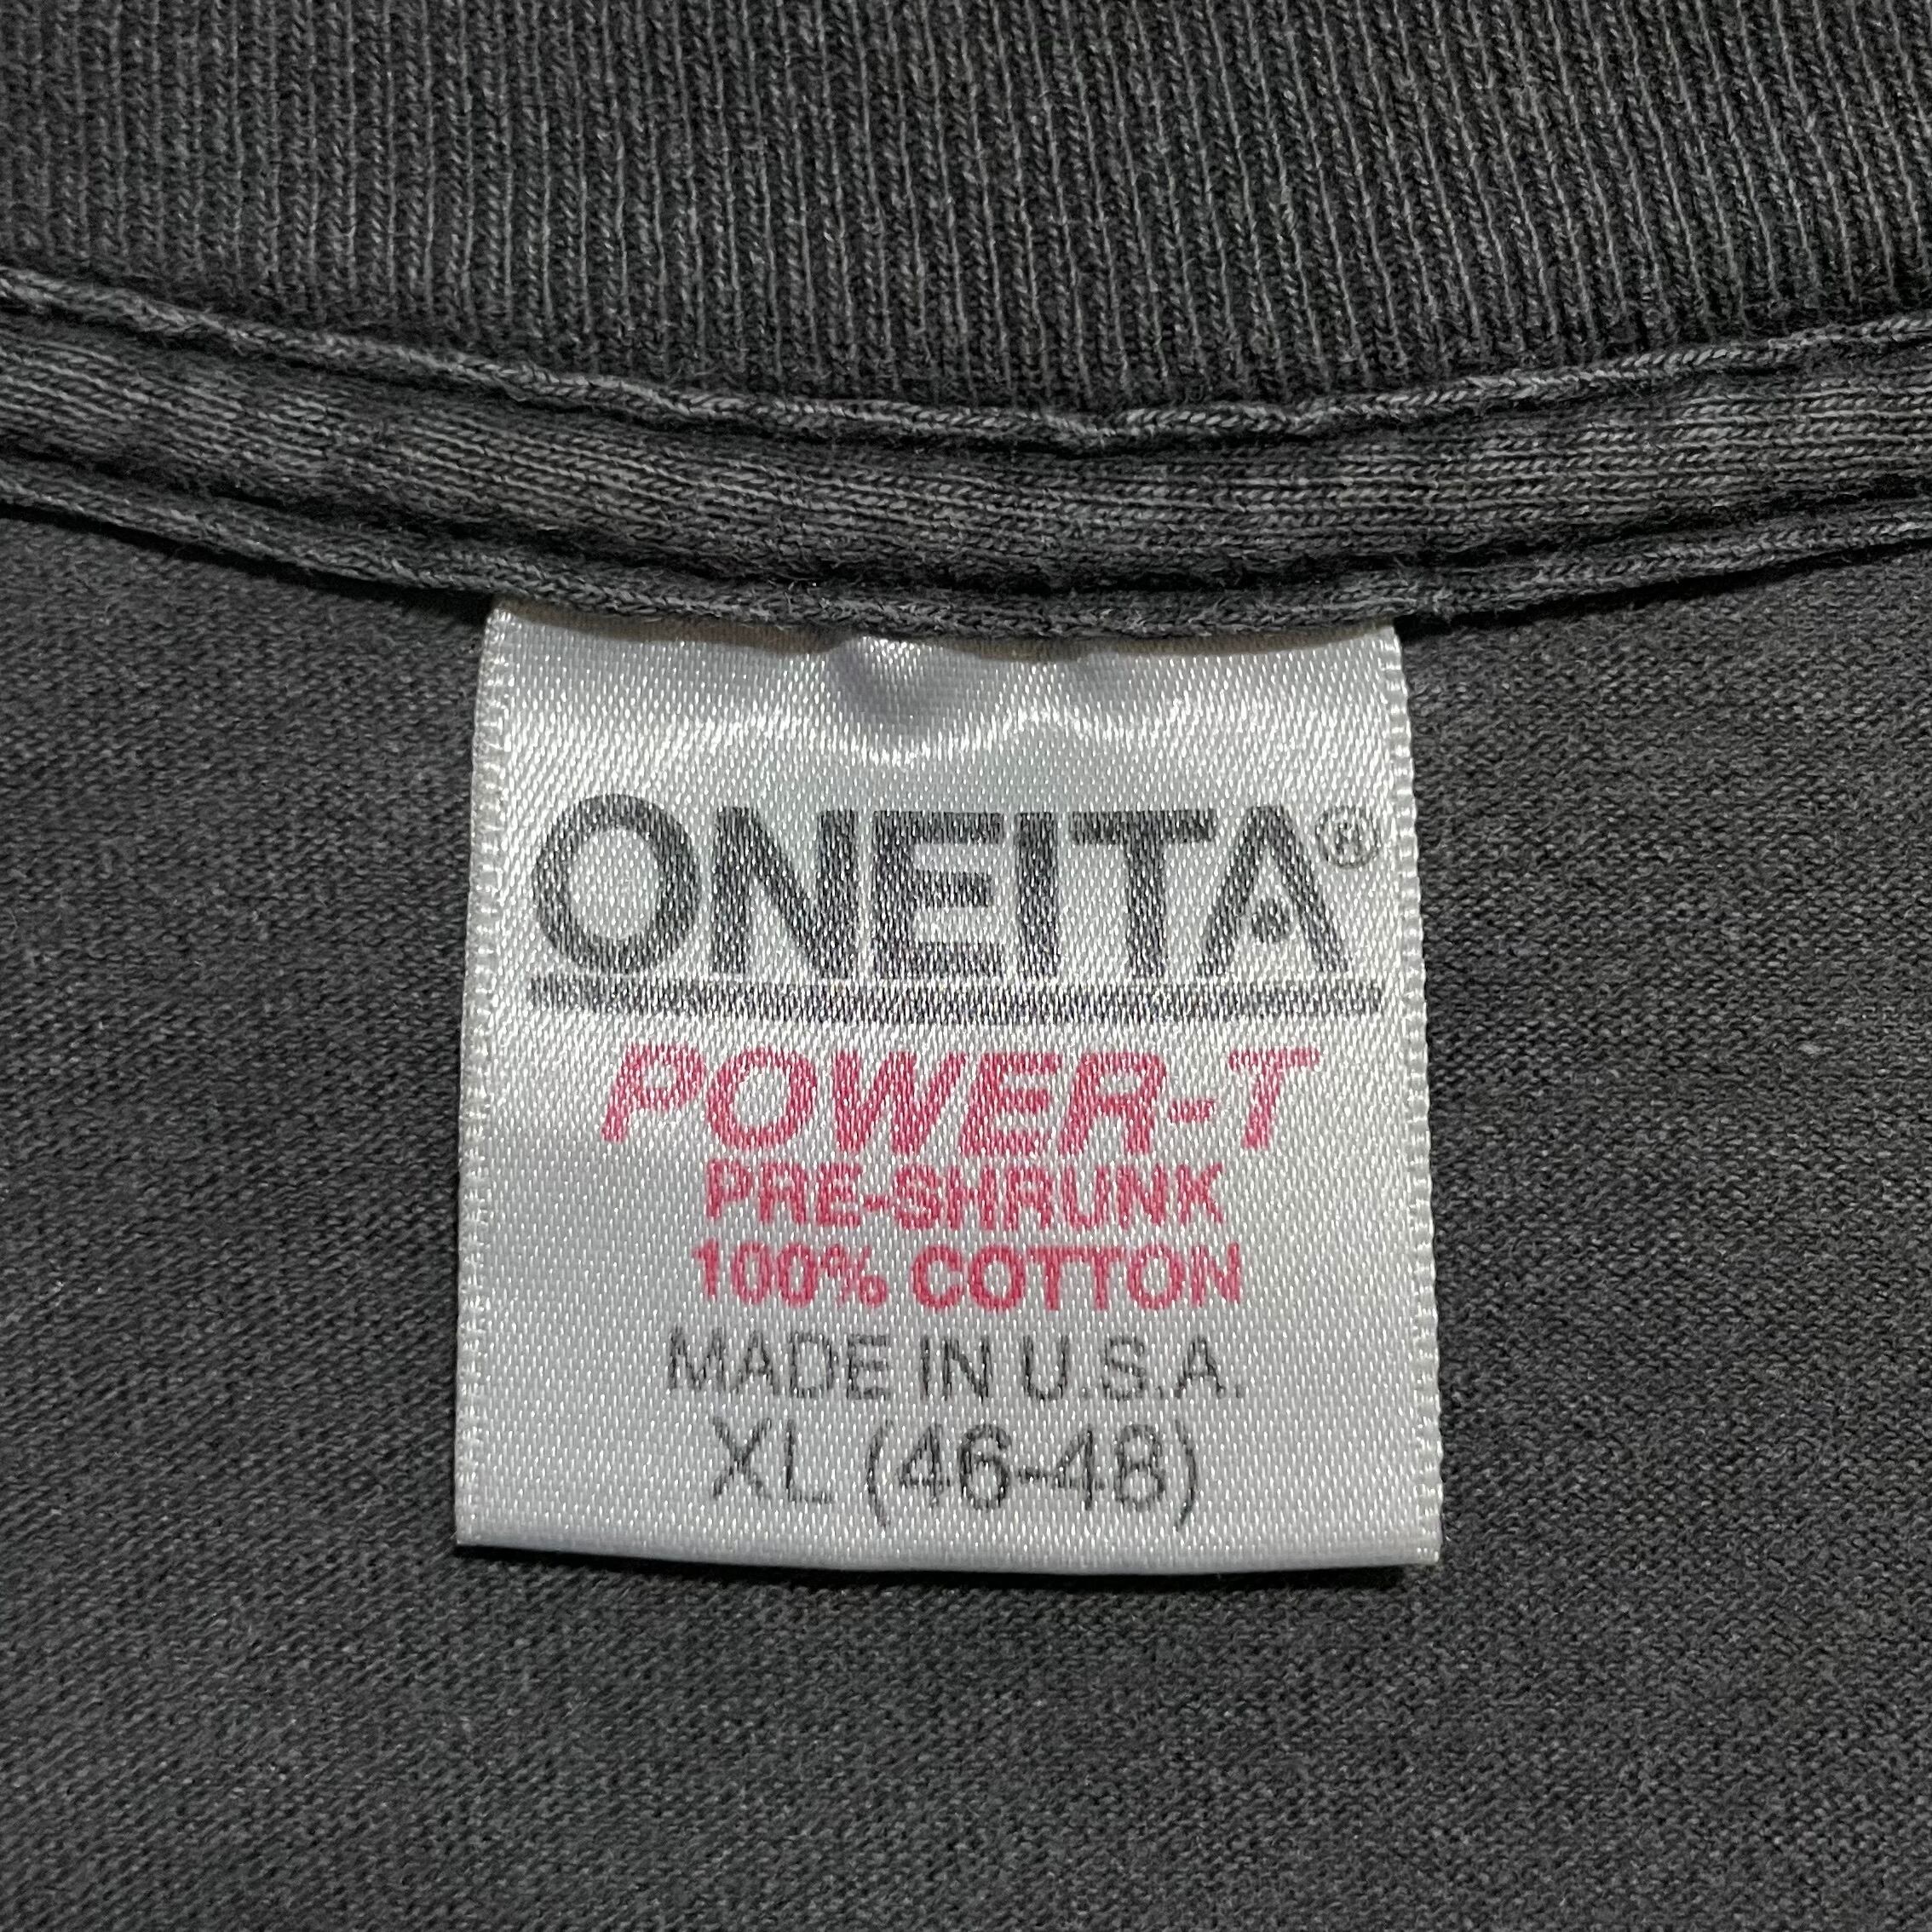 ONEITA®
POWER-T
PRE-SHRUNK
100% COTTON
MADE IN U.S.A.
XL (46-48)